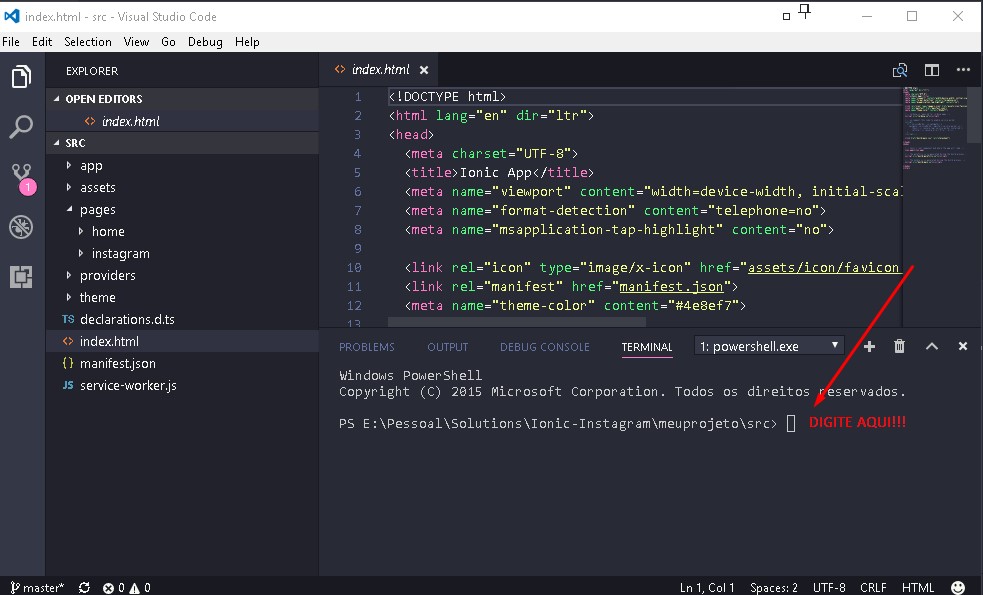 index.html - src - Visual Studio Code
File Edit Selection View Go Debug Help
EXPLORER
OPEN EDITORS
<> index.html
SRC
app
assets
pages
home
instagram
providers
theme
TS declarations.d.ts
<> index.html
{} manifest.json
JS service-worker.js
1
<> index.html
1 <!DOCTYPE html>
2 <html lang="en" dir="ltr">
3 <head>
4 <meta charset="UTF-8">
5 <title>Ionic App</title>
6 <meta name="viewport" content="width=device-width, initial-scal
7 <meta name="format-detection" content="telephone=no">
8 <meta name="msapplication-tap-highlight" content="no">
9
10 <link rel="icon" type="image/x-icon" href="assets/icon/favicon
11 <link rel="manifest" href="manifest.json">
12 <meta name="theme-color" content="#4e8ef7">
13
PROBLEMS OUTPUT DEBUG CONSOLE TERMINAL 1: powershell.exe
Windows PowerShell
Copyright (C) 2015 Microsoft Corporation. Todos os direitos reservados.
PS E:\Pessoal\Solutions\Ionic-Instagram\meuprojeto\src> DIGITE AQUI!!!
master* 0 0 Ln 1, Col 1 Spaces: 2 UTF-8 CRLF HTML